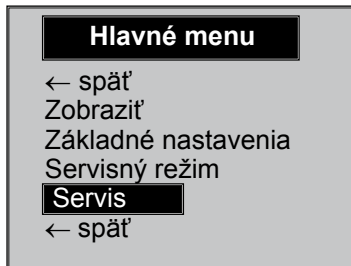 Hlavné menu
← späť
Zobraziť
Základné nastavenia
Servisný režim
Servis
← späť